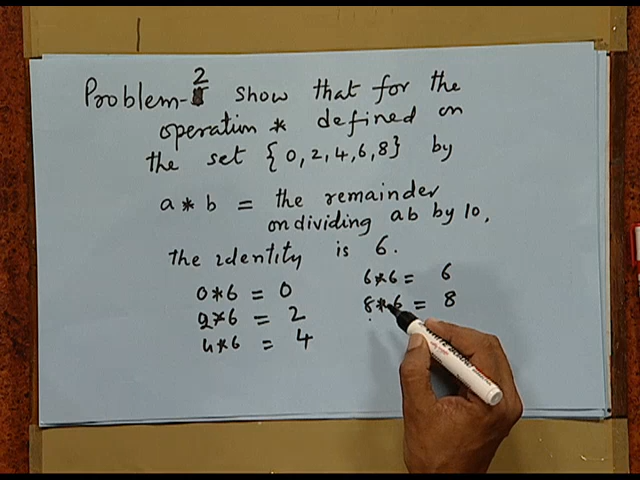 Problem-2 show that for the
operation * defined on
the set {0,2,4,6,8} by
a * b = the remainder
on dividing ab by 10,
the identity is 6.
0*6 = 0
2*6 = 2
4*6 = 4
6*6 = 6
8*6 = 8